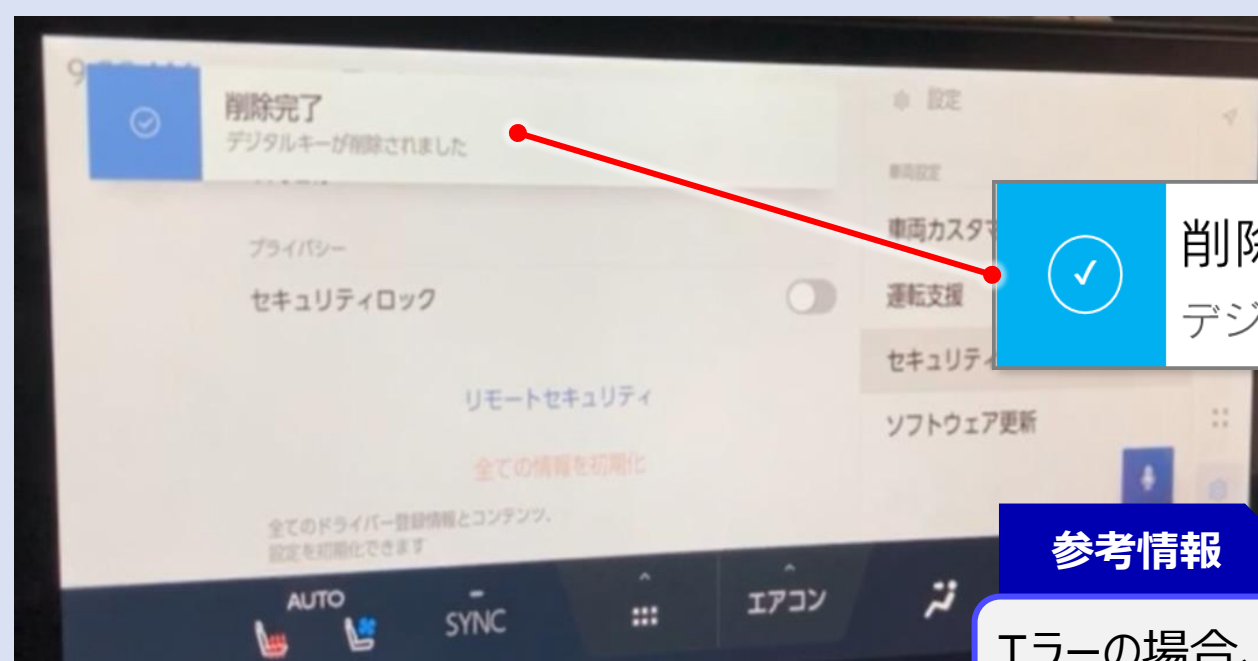 削除完了
デジタルキーが削除されました
設定
車両設定
プライバシー
セキュリティロック
リモートセキュリティ
全ての情報を初期化
全てのドライバー登録情報とコンテンツ、
設定を初期化できます
車両カスタマ
運転支援
セキュリティ
ソフトウェア更新
削除
デジ
参考情報
エラーの場合、
AUTO
SYNC
エアコン